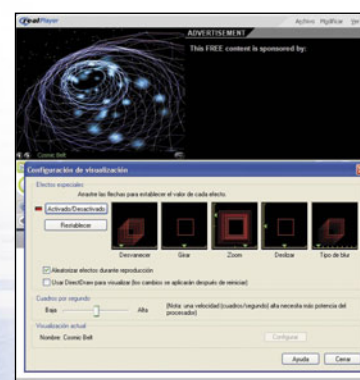 RealPlayer
Archivo Modificar Ver
ADVERTISEMENT
This FREE content is sponsored by:
Cosmic Belt
Configuración de visualización
Efectos especiales
Arrastre las flechas para establecer el valor de cada efecto.
Activado/Desactivado
Restablecer
Desvanecer Girar Zoom Deslizar Tipo de blur
Aleatorizar efectos durante reproducción
Usar DirectDraw para visualizar (los cambios se aplicarán después de reiniciar)
Cuadros por segundo
Baja Alta
(Nota: una velocidad (cuadros/segundo) alta necesita más potencia del
procesador)
Visualización actual
Nombre: Cosmic Belt
Configurar
Ayuda Cerrar